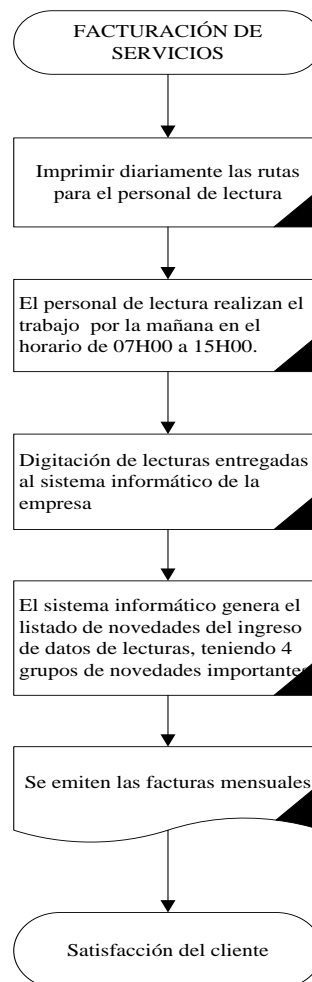 FACTURACIÓN DE
SERVICIOS
Imprimir diariamente las rutas
para el personal de lectura
El personal de lectura realizan el
trabajo por la mañana en el
horario de 07H00 a 15H00.
Digitación de lecturas entregadas
al sistema informático de la
empresa
El sistema informático genera el
listado de novedades del ingreso
de datos de lecturas, teniendo 4
grupos de novedades importantes
Se emiten las facturas mensuales
Satisfacción del cliente